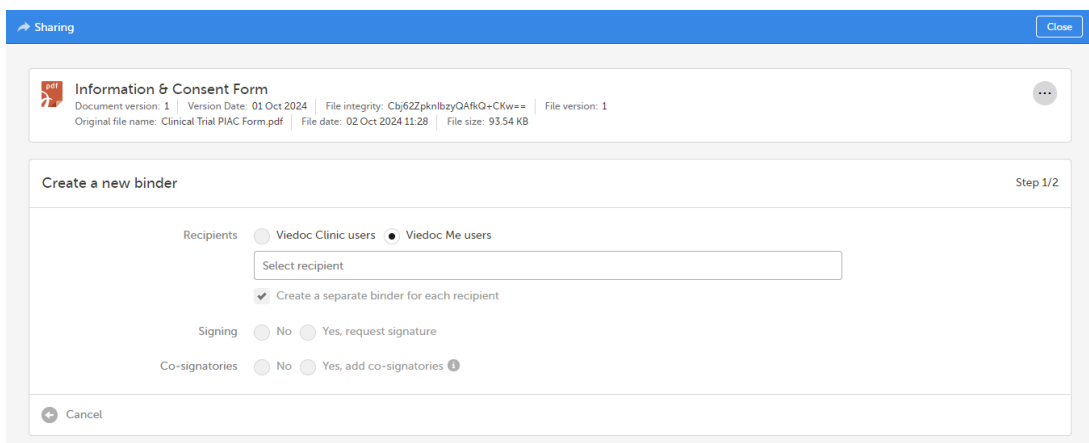 Sharing
Close
pdf
Information & Consent Form
Document version: 1 Version Date: 01 Oct 2024 File integrity: Cbj62ZpknIbzyQAfkQ+CKw== File version: 1
Original file name: Clinical Trial PIAC Form.pdf File date: 02 Oct 2024 11:28 File size: 93.54 KB
Create a new binder
Step 1/2
Recipients Viedoc Clinic users Viedoc Me users
Select recipient
Create a separate binder for each recipient
Signing No Yes, request signature
Co-signatories No Yes, add co-signatories
Cancel